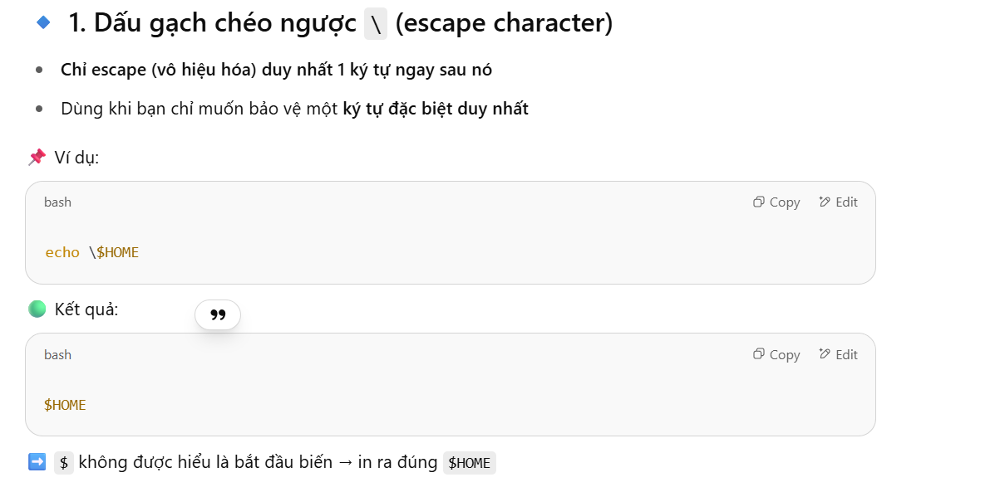 1. Dấu gạch chéo ngược \ (escape character)
Chỉ escape (vô hiệu hóa) duy nhất 1 ký tự ngay sau nó
Dùng khi bạn chỉ muốn bảo vệ một ký tự đặc biệt duy nhất
Ví dụ:
bash Copy Edit
echo \$HOME
Kết quả:
bash Copy Edit
$HOME
$ không được hiểu là bắt đầu biến → in ra đúng $HOME